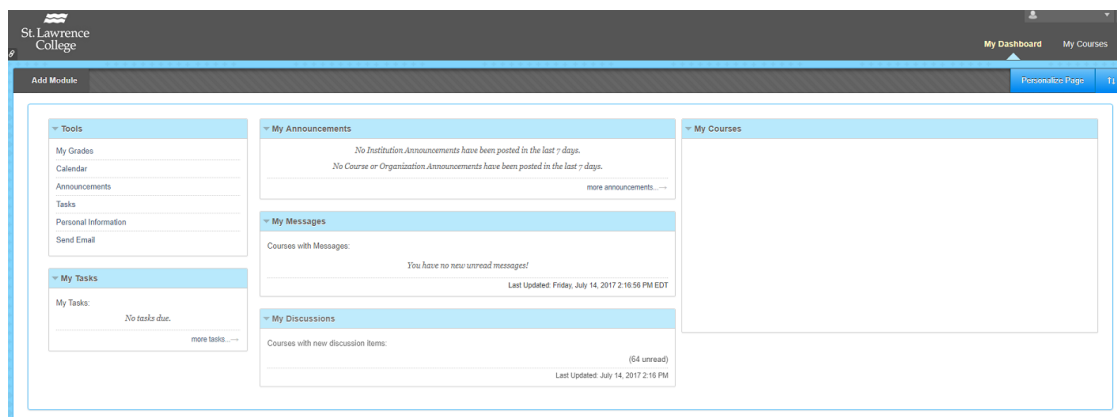 St. Lawrence
College
My Dashboard
My Courses
Add Module
Personalize Page
Tools
My Grades
Calendar
Announcements
Tasks
Personal Information
Send Email
My Tasks
My Tasks:
No tasks due.
more tasks...→
My Announcements
No Institution Announcements have been posted in the last 7 days.
No Course or Organization Announcements have been posted in the last 7 days.
more announcements...→
My Messages
Courses with Messages:
You have no new unread messages!
Last Updated: Friday, July 14, 2017 2:16:56 PM EDT
My Discussions
Courses with new discussion items:
(64 unread)
Last Updated: July 14, 2017 2:16 PM
My Courses